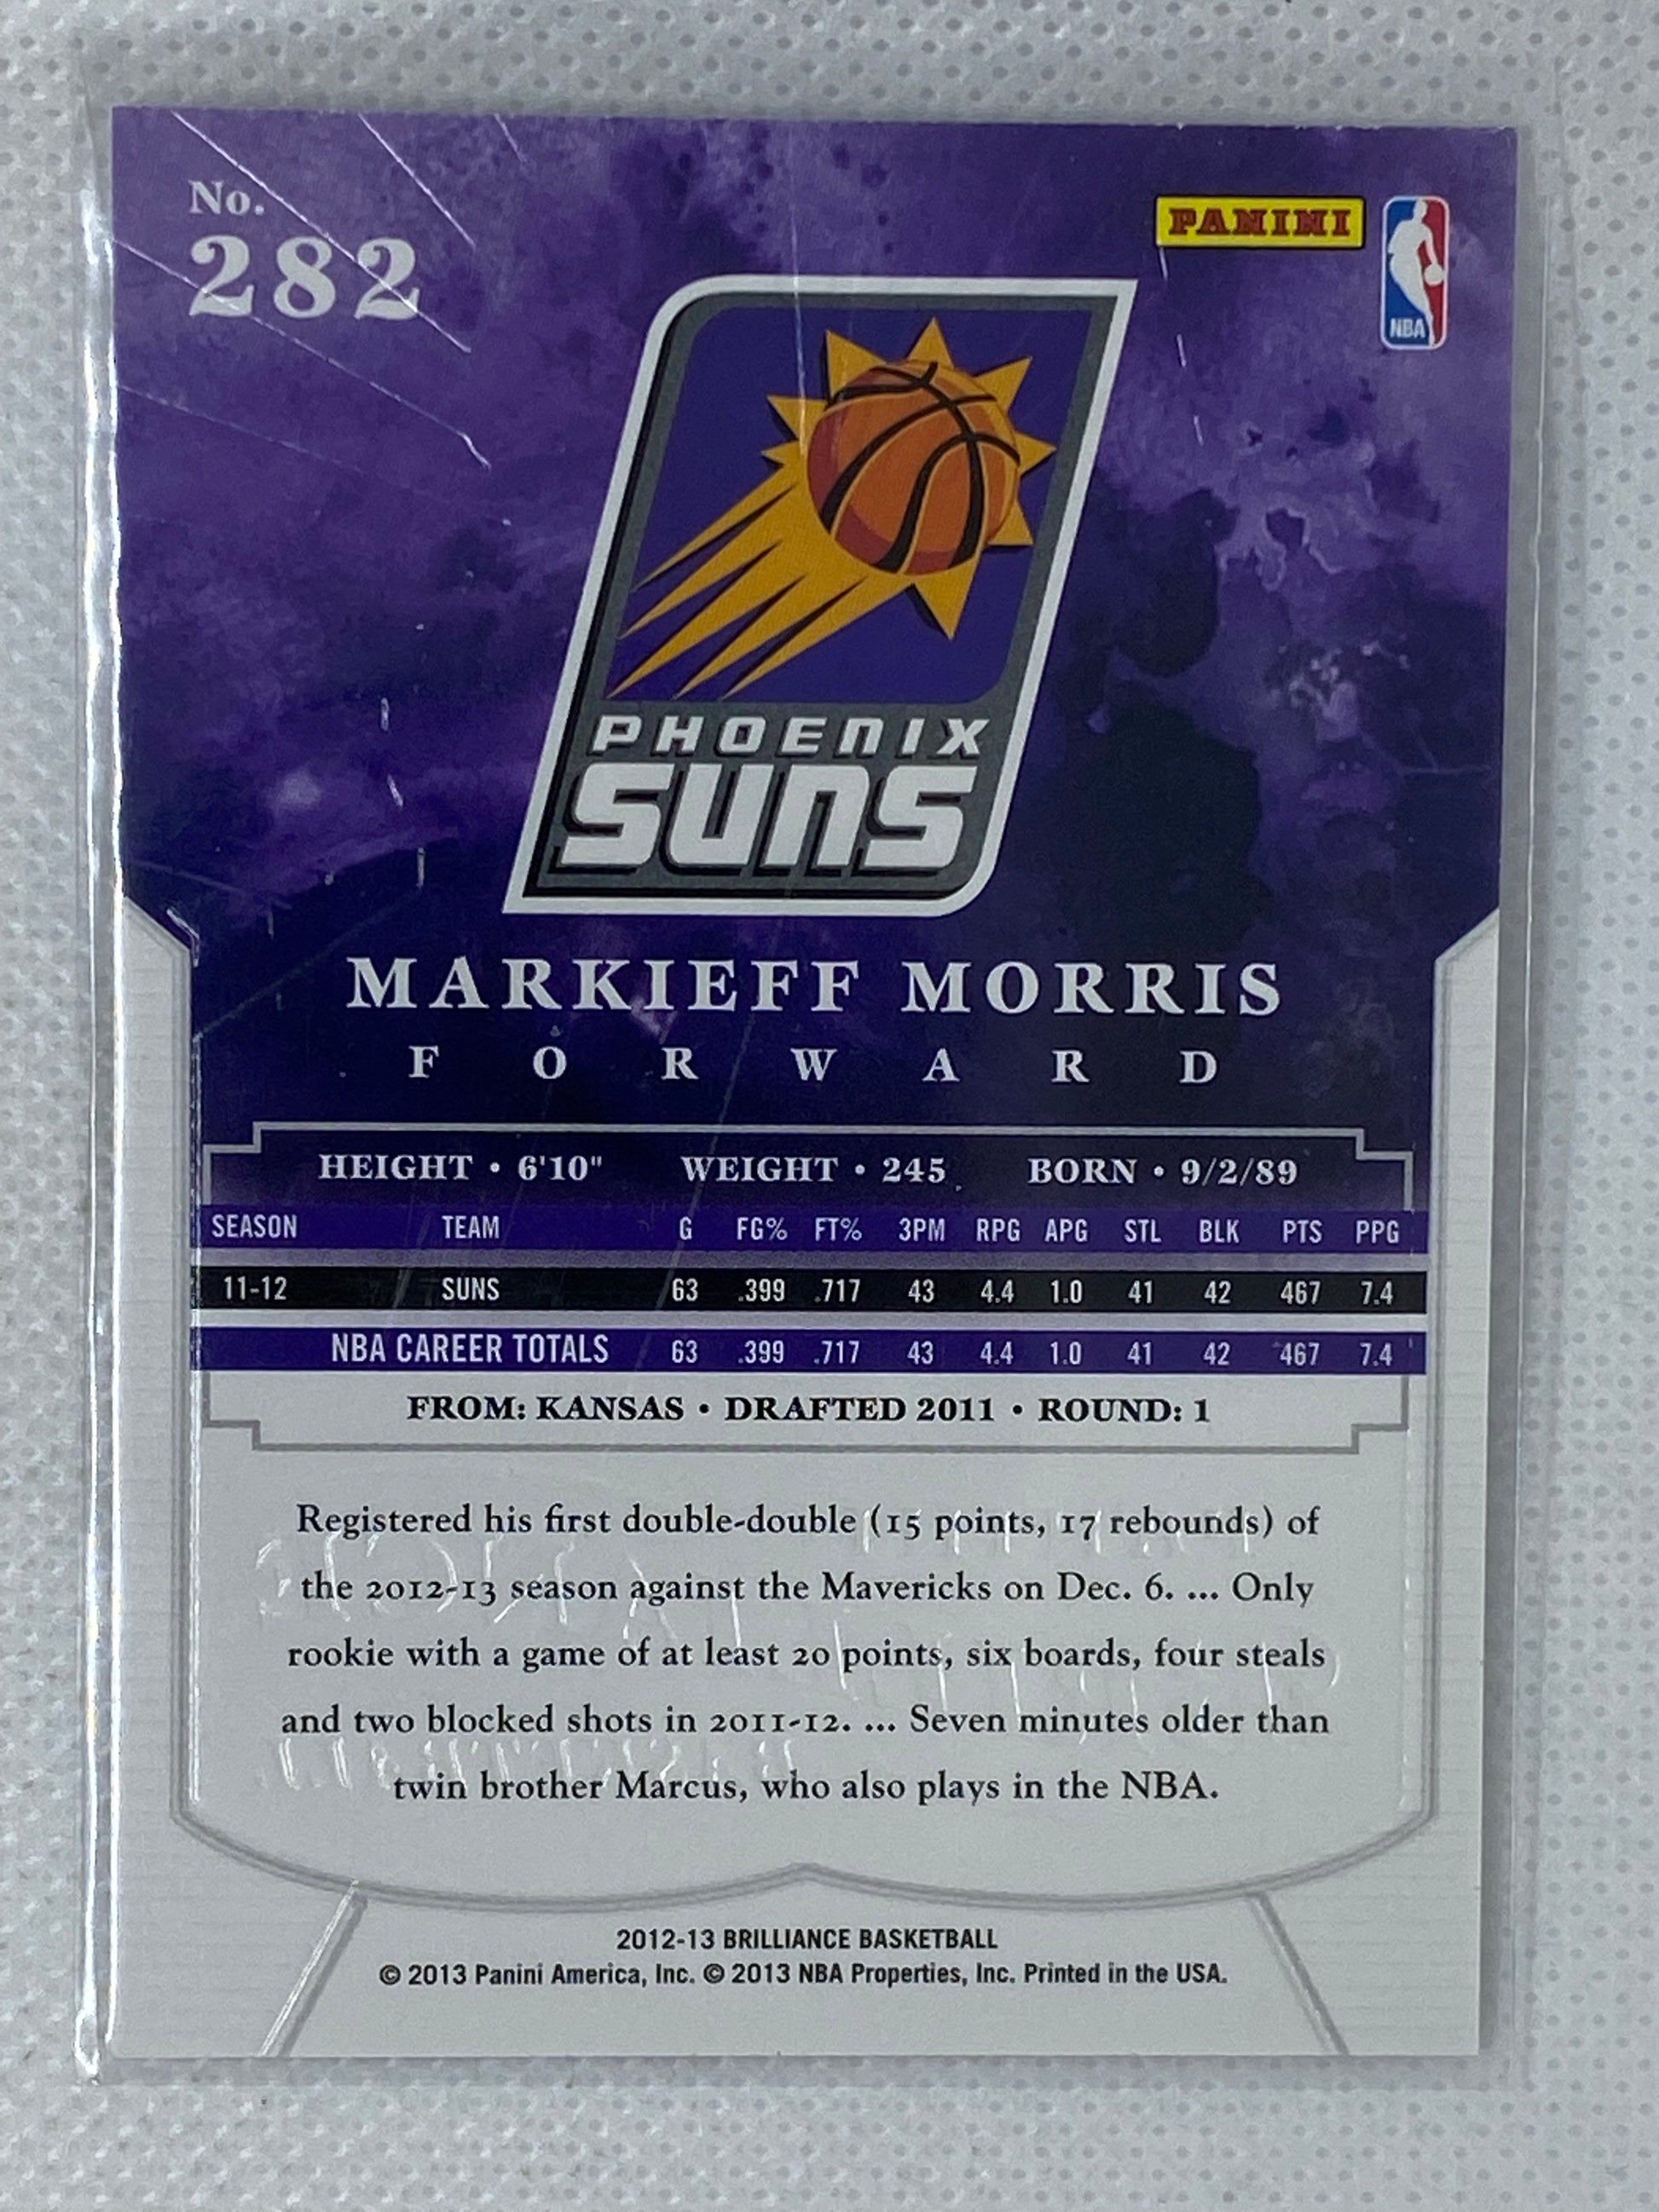 No.
282
PANINI
NBA
PHOENIX
SUNS
MARKIEFF MORRIS
FORWARD
HEIGHT • 6'10" WEIGHT • 245 BORN • 9/2/89
SEASON TEAM G FG% FT% 3PM RPG APG STL BLK PTS PPG
11-12 SUNS 63 .399 .717 43 4.4 1.0 41 42 467 7.4
NBA CAREER TOTALS 63 .399 .717 43 4.4 1.0 41 42 467 7.4
FROM: KANSAS • DRAFTED 2011 • ROUND: 1
Registered his first double-double (15 points, 17 rebounds) of
the 2012-13 season against the Mavericks on Dec. 6. ... Only
rookie with a game of at least 20 points, six boards, four steals
and two blocked shots in 2011-12. ... Seven minutes older than
twin brother Marcus, who also plays in the NBA.
2012-13 BRILLIANCE BASKETBALL
© 2013 Panini America, Inc. © 2013 NBA Properties, Inc. Printed in the USA.